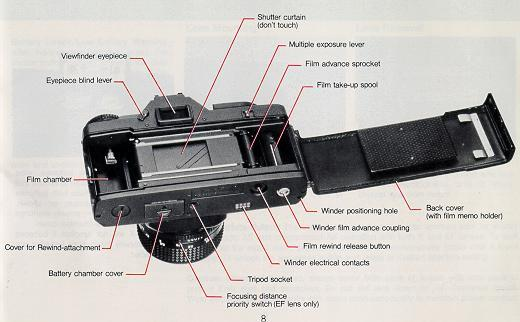 Shutter curtain
(don't touch)
Multiple exposure lever
Viewfinder eyepiece
Film advance sprocket
Eyepiece blind lever
Film take-up spool
Film chamber
Back cover
(with film memo holder)
Winder positioning hole
Winder film advance coupling
Cover for Rewind-attachment
Film rewind release button
Winder electrical contacts
Battery chamber cover
Tripod socket
Focusing distance
priority switch (EF lens only)
8